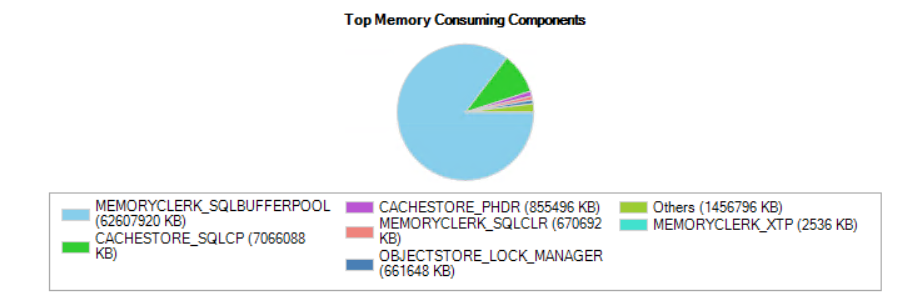 Top Memory Consuming Components
MEMORYCLERK_SQLBUFFERPOOL
(62607920 KB)
CACHESTORE_SQLCP (7066088
KB)
CACHESTORE_PHDR (855496 KB)
MEMORYCLERK_SQLCLR (670692
KB)
OBJECTSTORE_LOCK_MANAGER
(661648 KB)
Others (1456796 KB)
MEMORYCLERK_XTP (2536 KB)